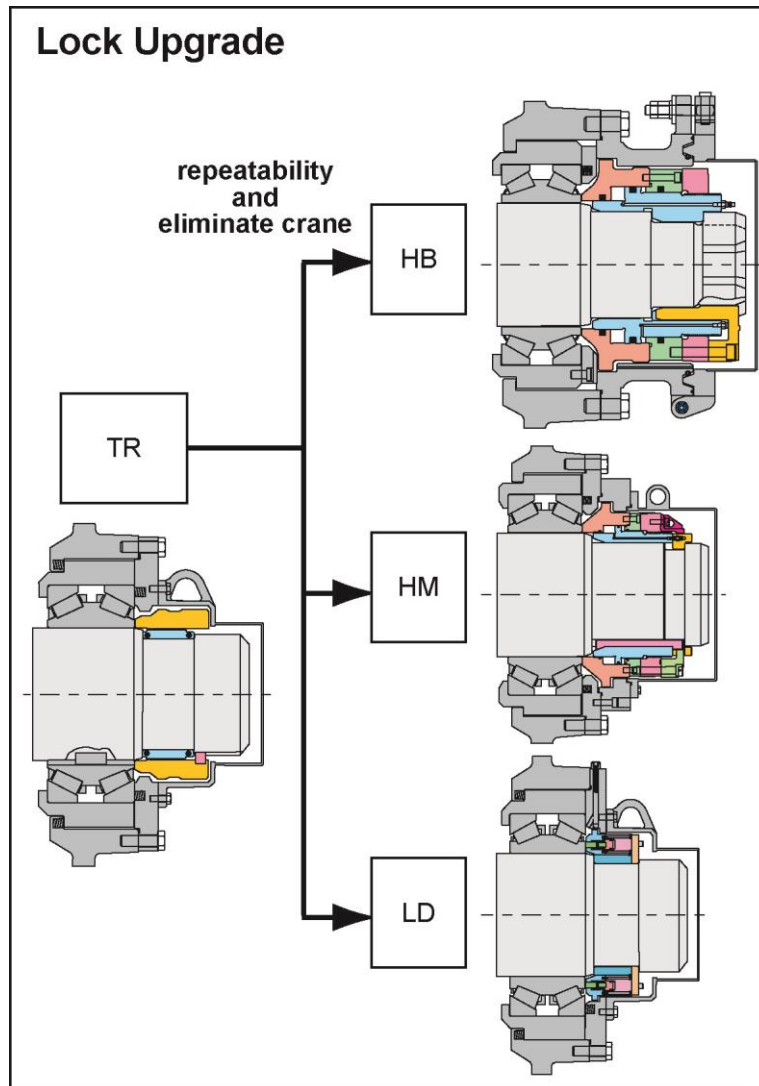 Lock Upgrade
repeatability
and
eliminate crane
HB
TR
HM
LD